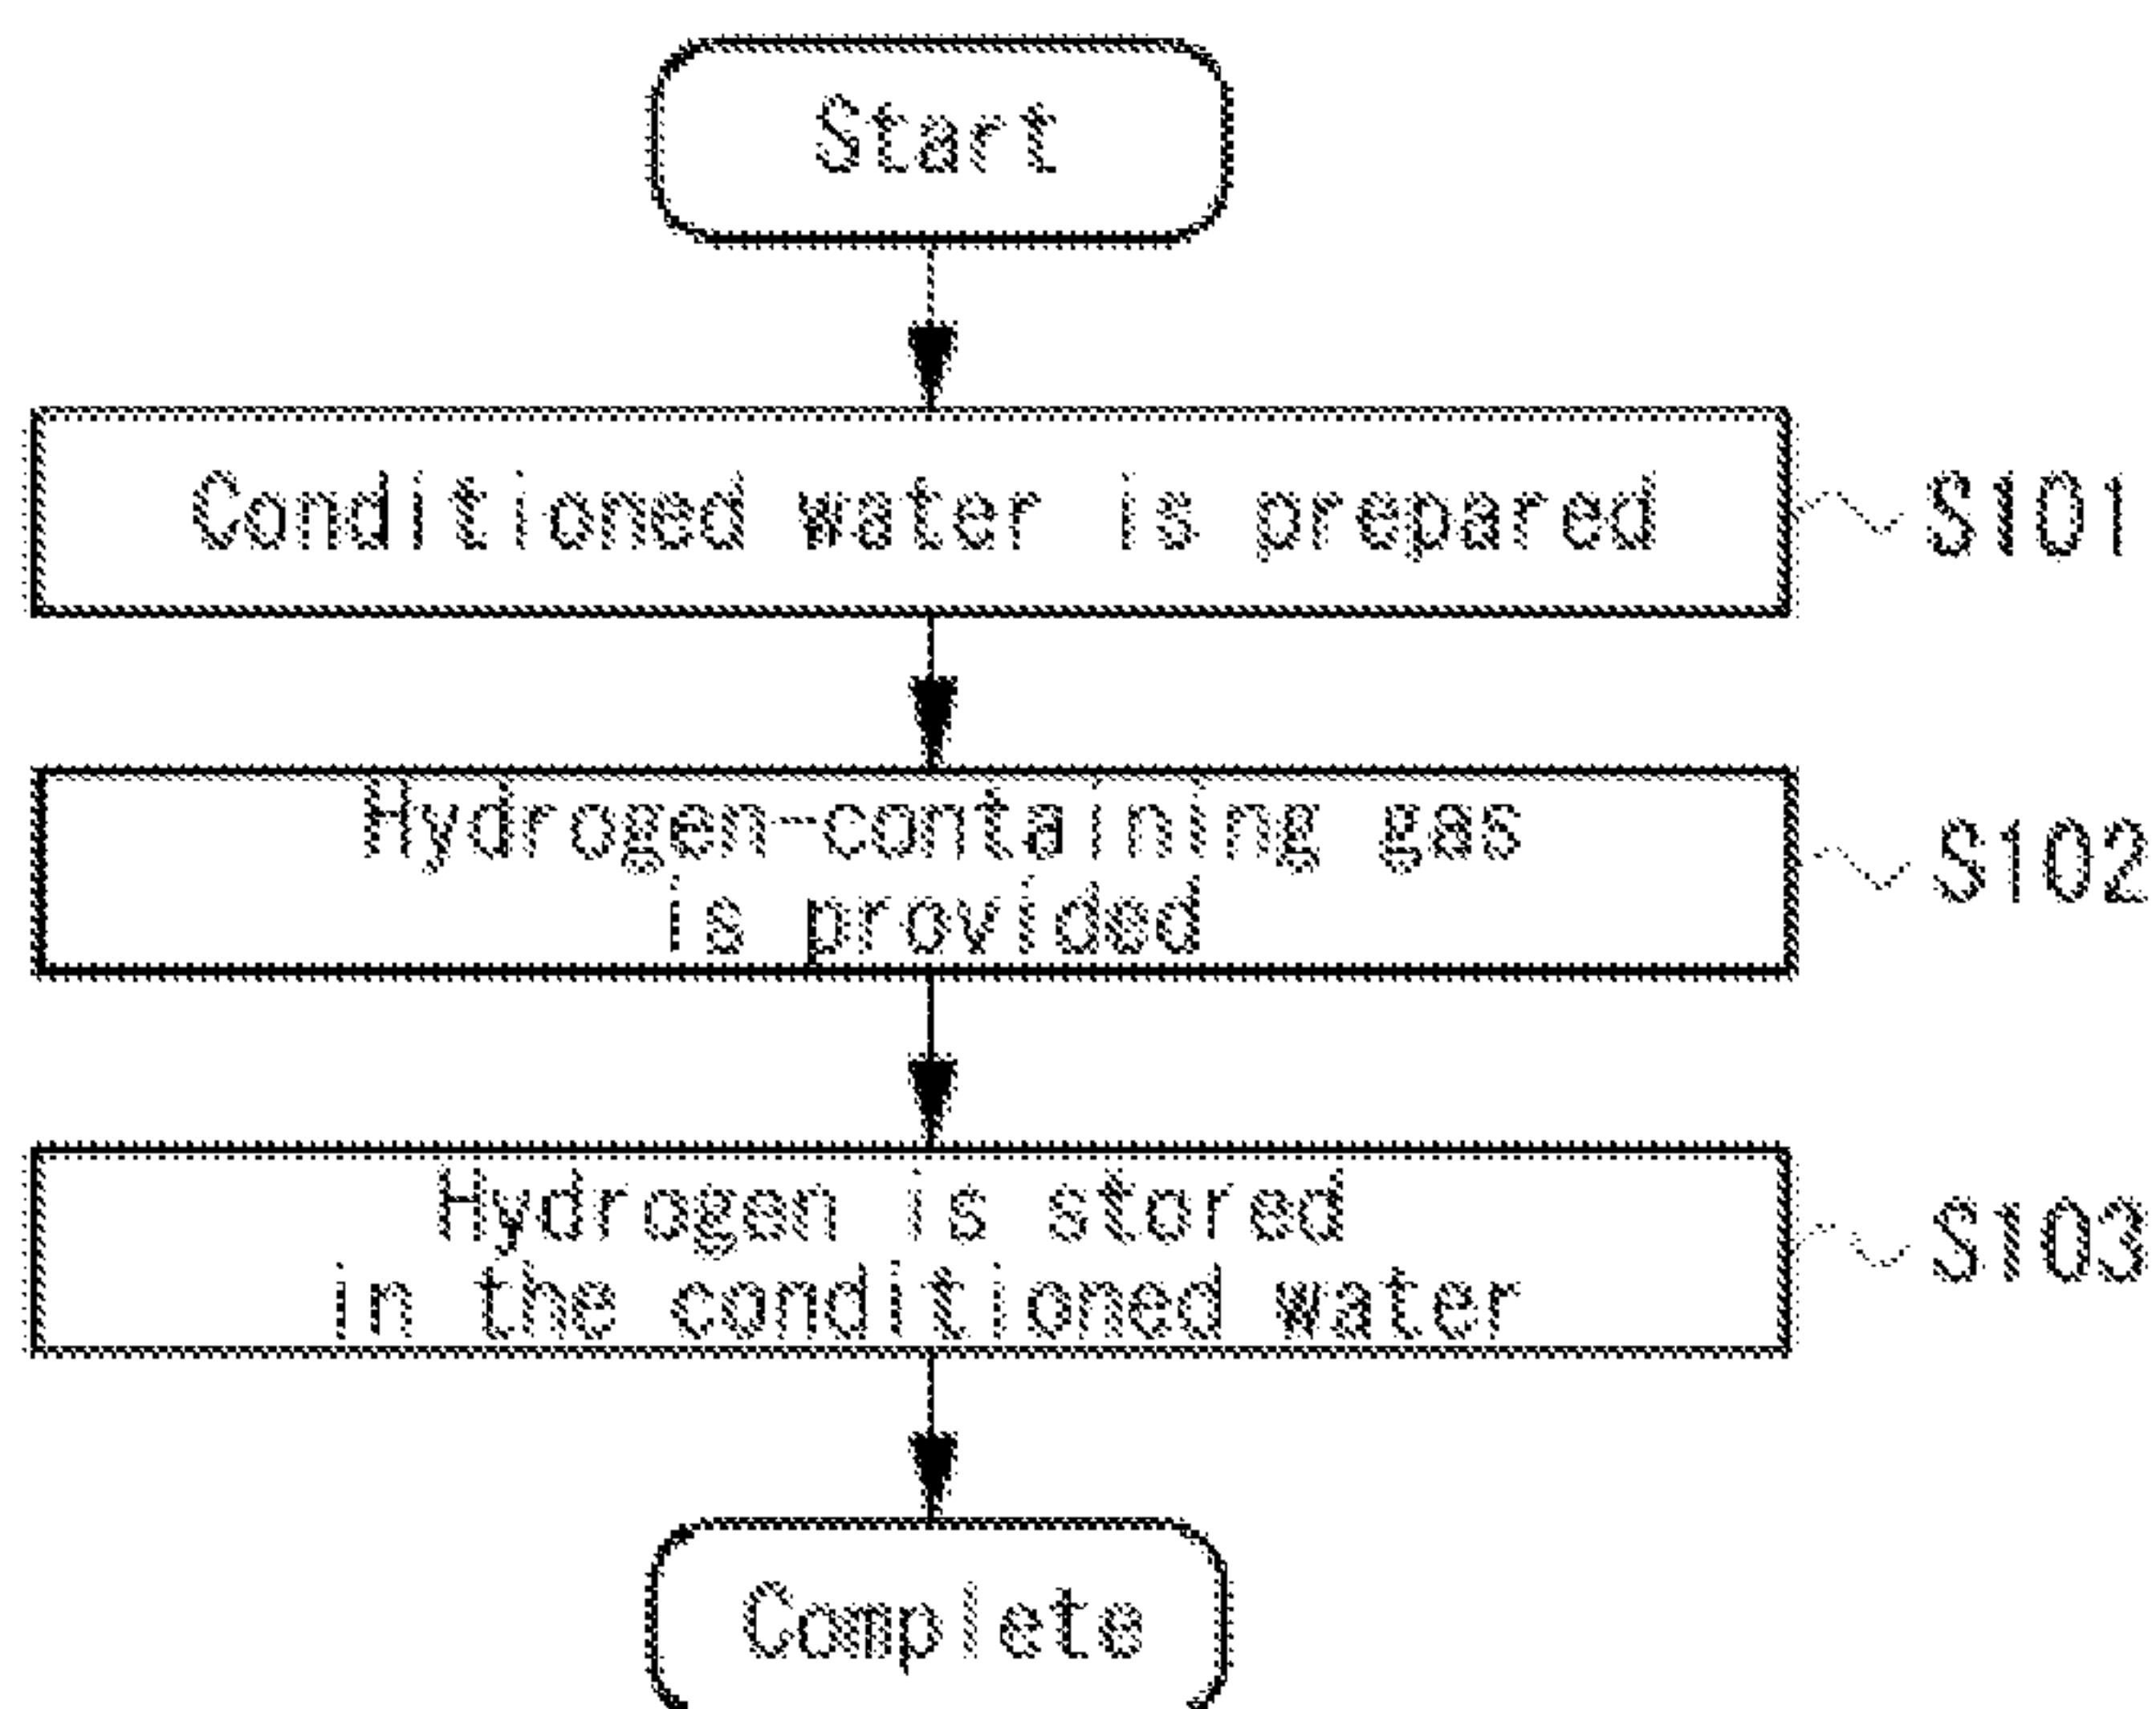 Start
Conditioned water is prepared
S101
Hydrogen-containing gas
is provided
S102
Hydrogen is stored
in the conditioned water
S103
Complete